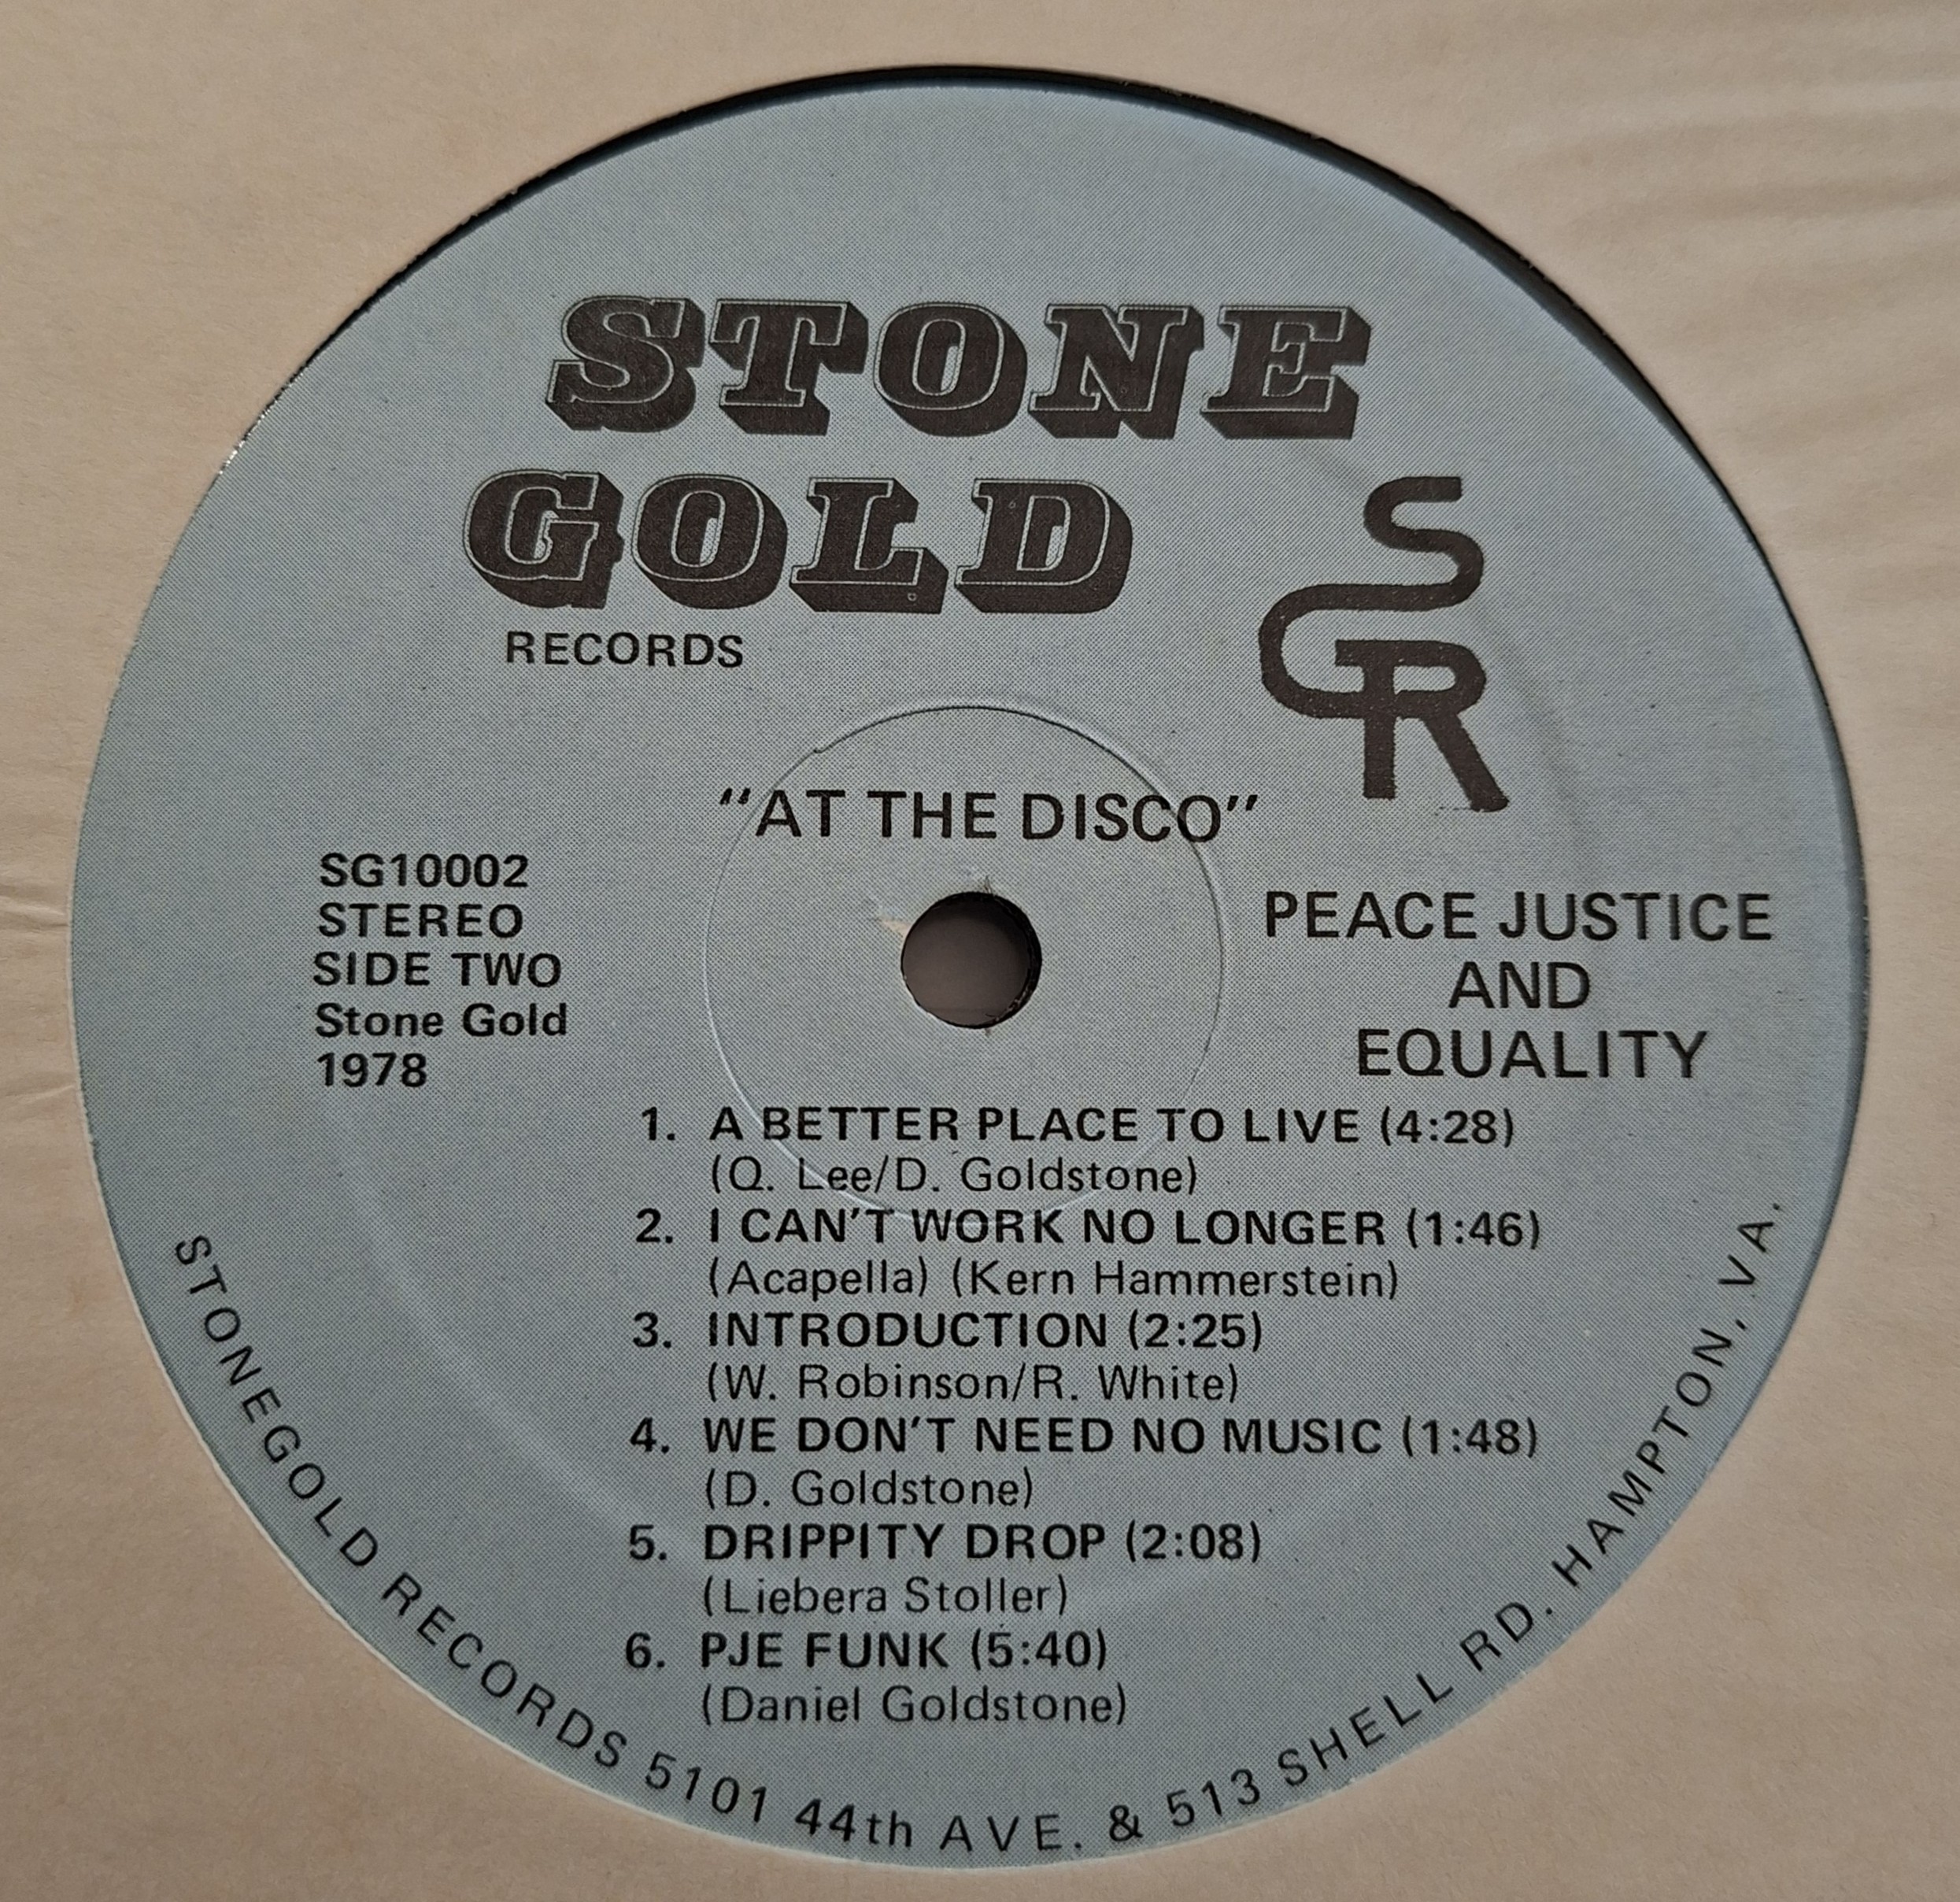 STONE
GOLD
RECORDS
SGR
"AT THE DISCO"
SG10002
STEREO
SIDE TWO
Stone Gold
1978
PEACE JUSTICE
AND
EQUALITY
1. A BETTER PLACE TO LIVE (4:28)
(Q. Lee/D. Goldstone)
2. I CAN'T WORK NO LONGER (1:46)
(Acapella) (Kern Hammerstein)
3. INTRODUCTION (2:25)
(W. Robinson/R. White)
4. WE DON'T NEED NO MUSIC (1:48)
(D. Goldstone)
5. DRIPPITY DROP (2:08)
(Liebera Stoller)
6. PJE FUNK (5:40)
(Daniel Goldstone)
STONEGOLD RECORDS 5101 44th AVE. & 513 SHELL RD. HAMPTON, VA.